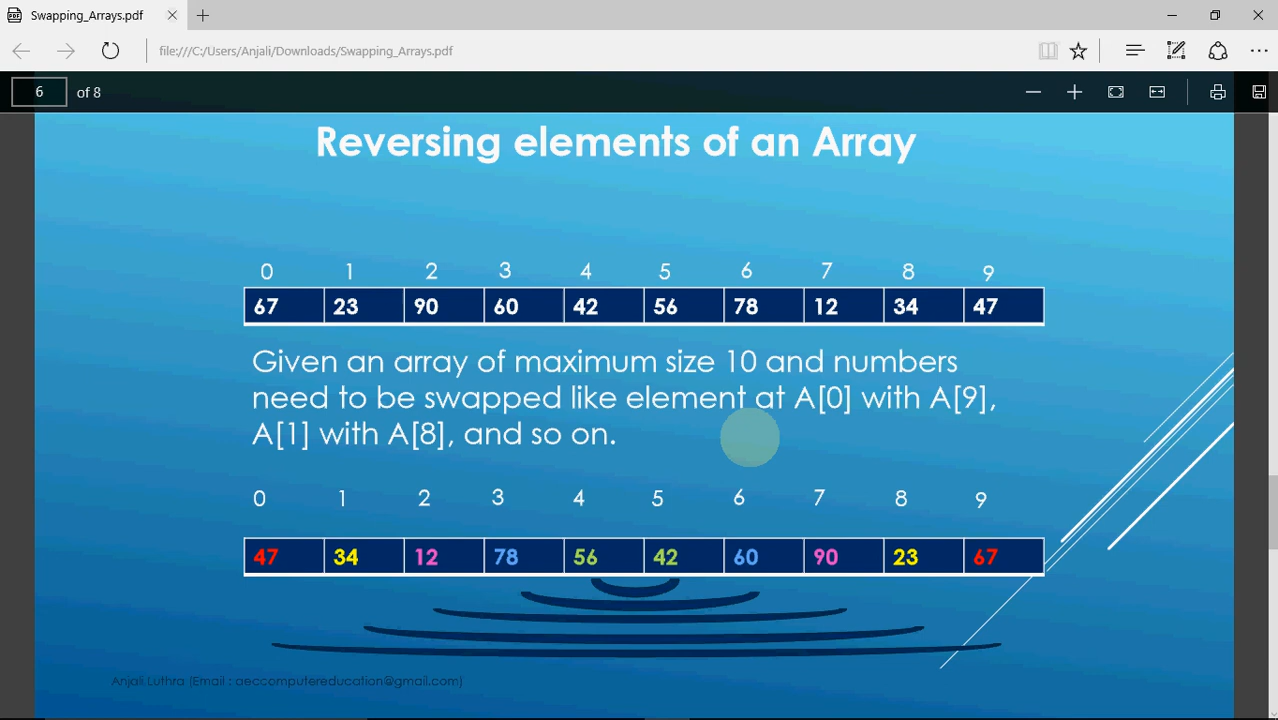 Swapping_Arrays.pdf
file:///C:/Users/Anjali/Downloads/Swapping_Arrays.pdf
6 of 8
Reversing elements of an Array
0 1 2 3 4 5 6 7 8 9
67 23 90 60 42 56 78 12 34 47
Given an array of maximum size 10 and numbers
need to be swapped like element at A[0] with A[9],
A[1] with A[8], and so on.
0 1 2 3 4 5 6 7 8 9
47 34 12 78 56 42 60 90 23 67
Anjali Luthra (Email : aeccomputereducation@gmail.com)